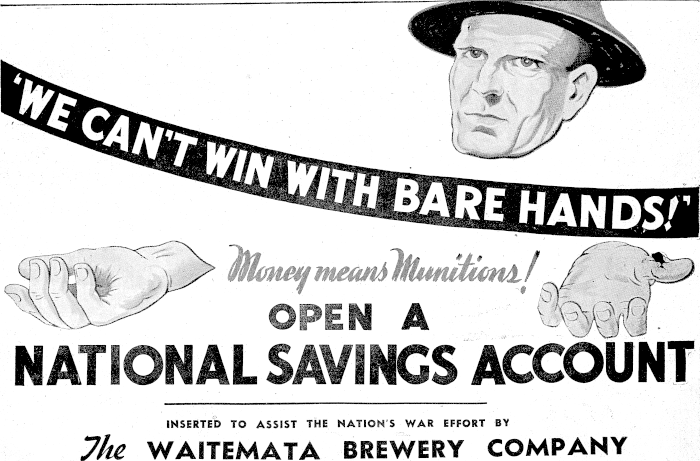 'WE CAN'T WIN WITH BARE HANDS!'
Money means Munitions!
OPEN A
NATIONAL SAVINGS ACCOUNT
INSERTED TO ASSIST THE NATION'S WAR EFFORT BY
The WAITEMATA BREWERY COMPANY